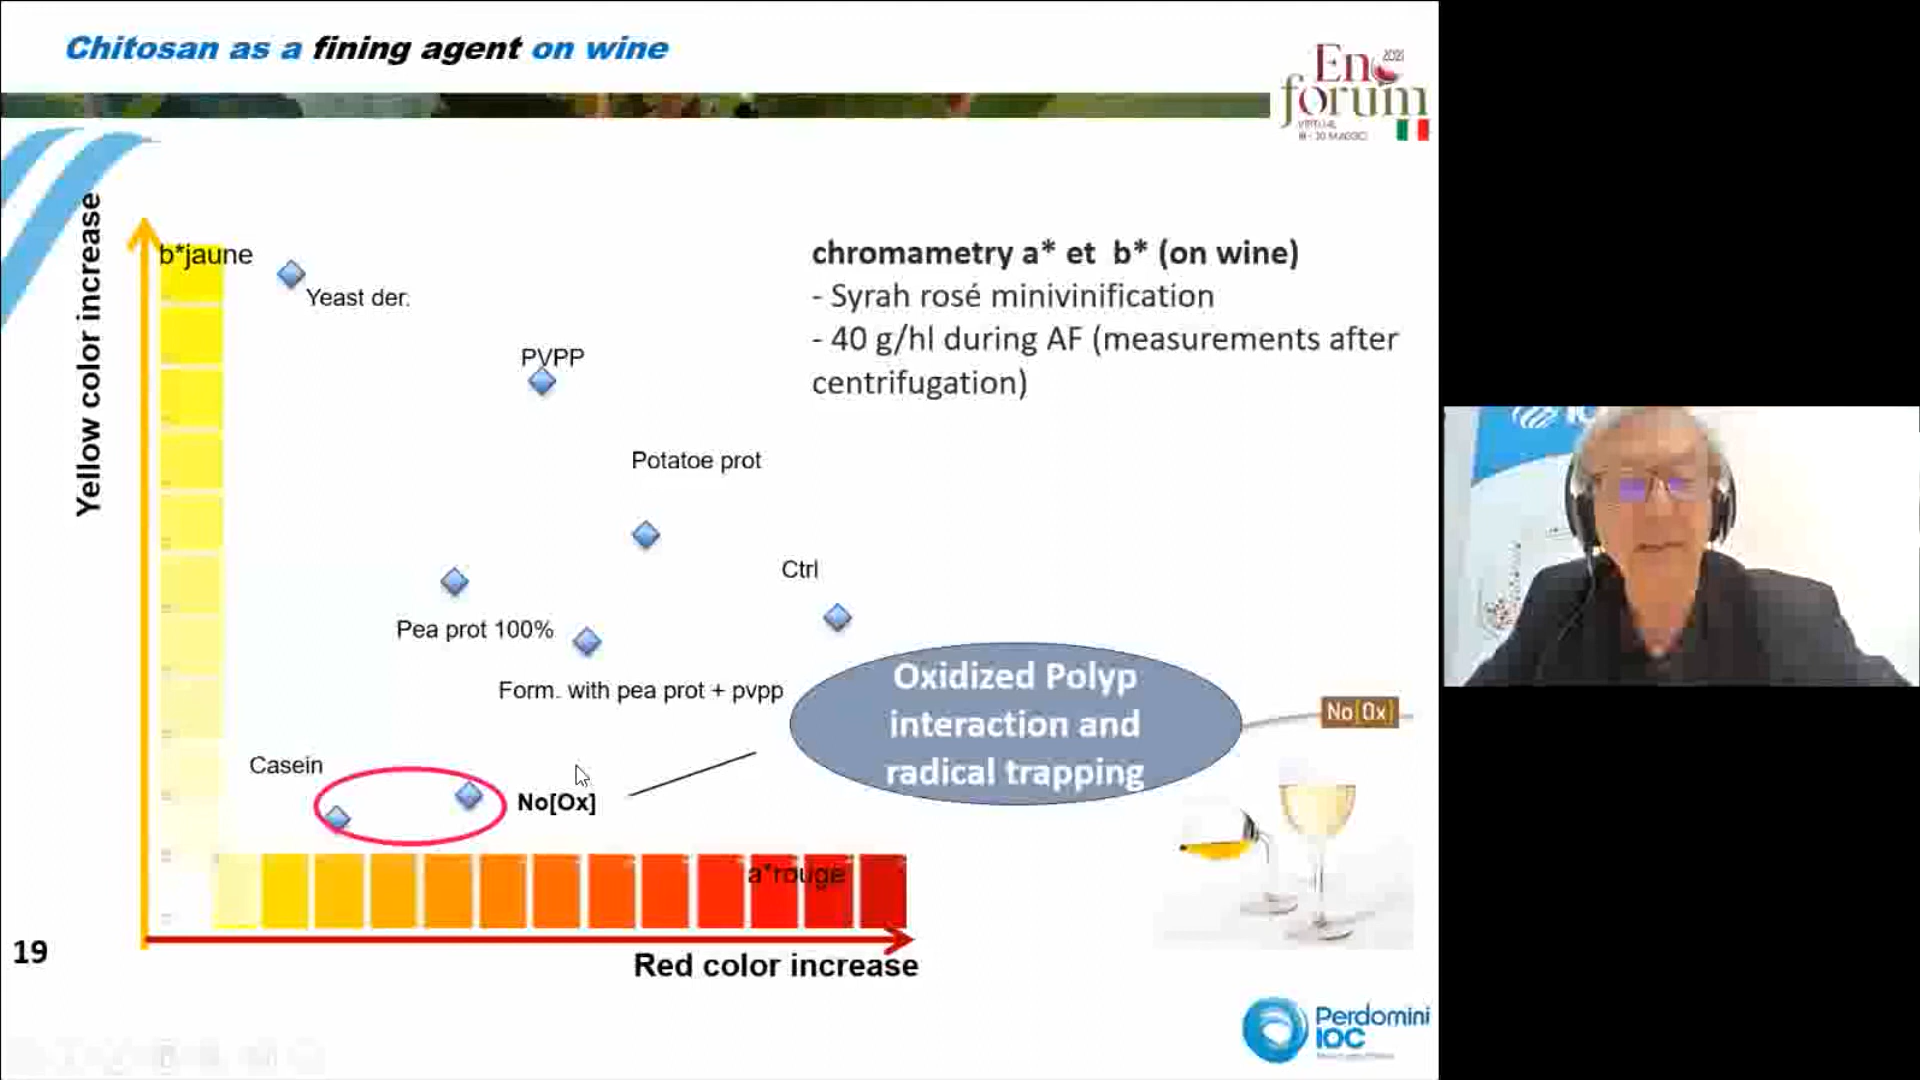 Chitosan as a fining agent on wine
2021
Eno
forum
VIRTUAL
18 - 20 MAGGIO
Yellow color increase
b*jaune
Yeast der.
PVPP
Potatoe prot
Ctrl
Pea prot 100%
Form. with pea prot + pvpp
Casein
No[Ox]
a*rouge
Red color increase
chromametry a* et b* (on wine)
- Syrah rosé minivinification
- 40 g/hl during AF (measurements after
centrifugation)
Oxidized Polyp
interaction and
radical trapping
No[Ox]
19
Perdomini
IOC